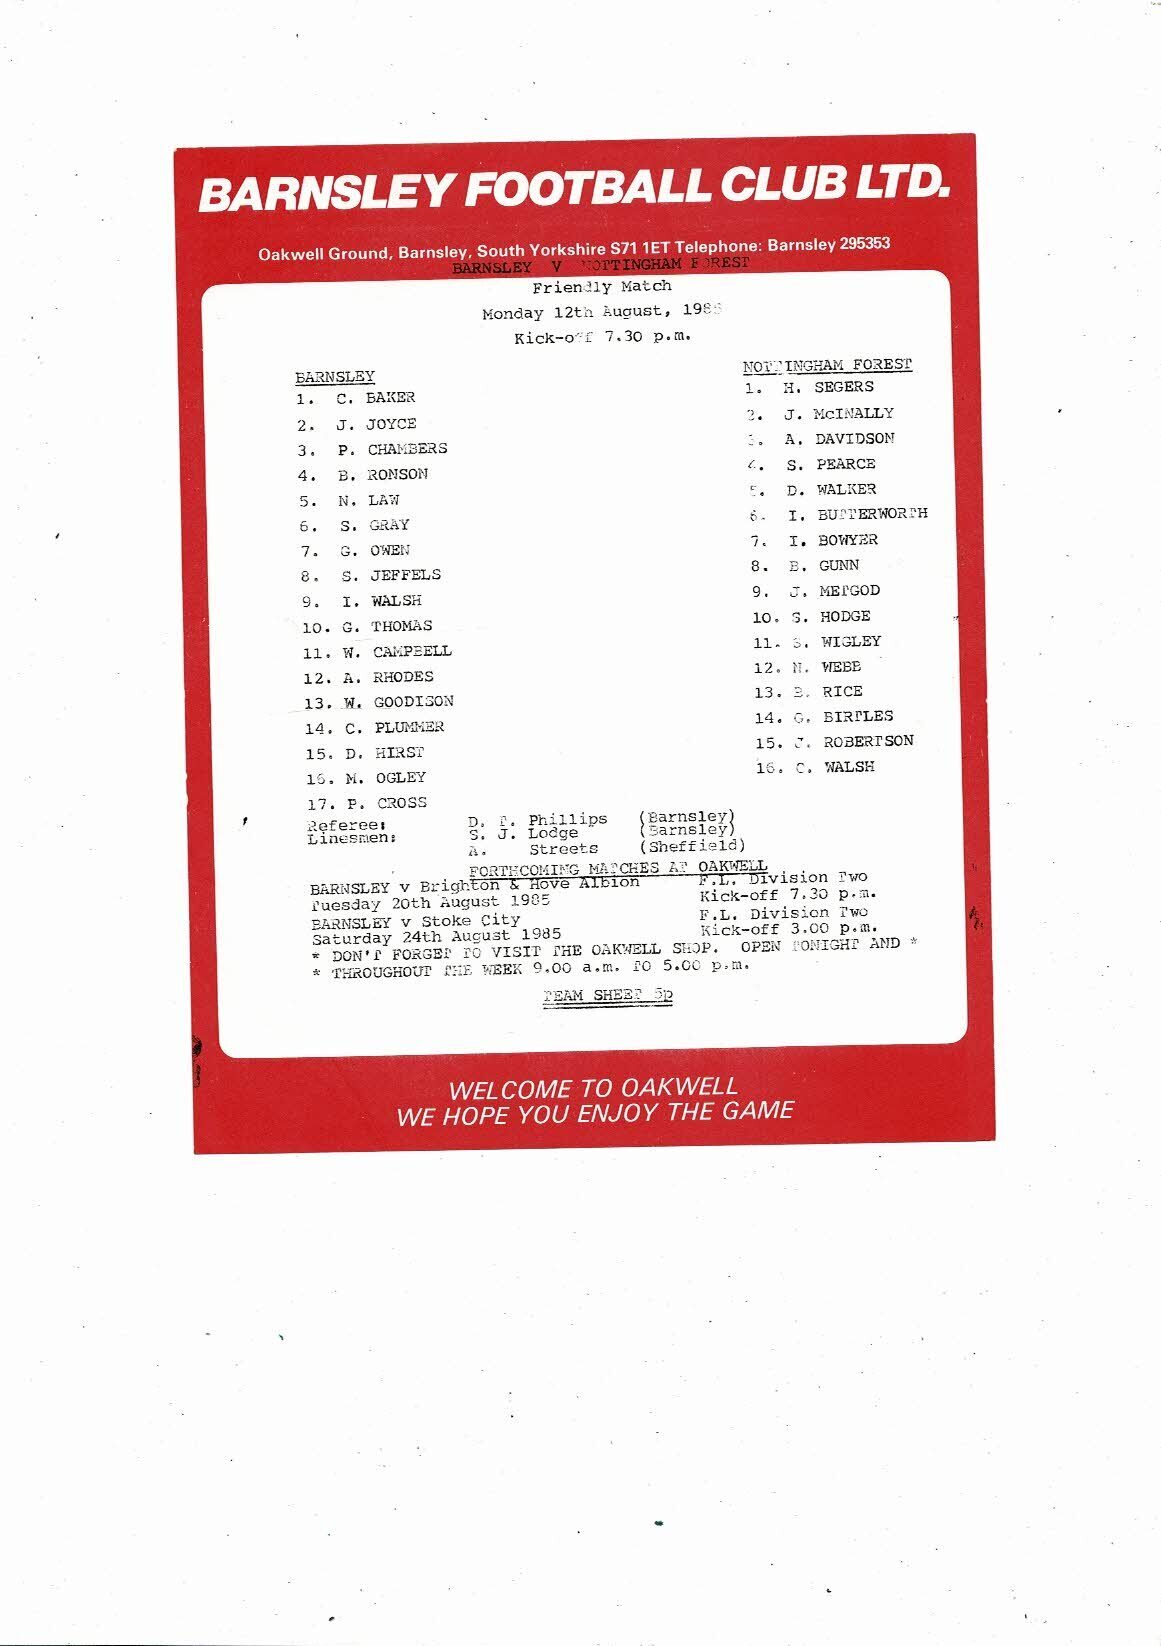 BARNSLEY FOOTBALL CLUB LTD.
Oakwell Ground, Barnsley, South Yorkshire S71 1ET Telephone: Barnsley 295353
BARNSLEY V NOTTINGHAM FOREST
Friendly Match
Monday 12th August, 1985
Kick-off 7.30 p.m.
BARNSLEY
1. C. BAKER
2. J. JOYCE
3. P. CHAMBERS
4. B. RONSON
5. N. LAW
6. S. GRAY
7. G. OWEN
8. S. JEFFELS
9. I. WALSH
10. G. THOMAS
11. W. CAMPBELL
12. A. RHODES
13. W. GOODISON
14. C. PLUMMER
15. D. HIRST
16. M. OGLEY
17. P. CROSS
NOTTINGHAM FOREST
1. H. SEGERS
2. J. McINALLY
3. A. DAVIDSON
4. S. PEARCE
5. D. WALKER
6. I. BUTTERWORTH
7. I. BOWYER
8. B. GUNN
9. J. METGOD
10. S. HODGE
11. S. WIGLEY
12. N. WEBB
13. B. RICE
14. G. BIRTLES
15. J. ROBERTSON
16. C. WALSH
Referee: D. Phillips (Barnsley)
Linesmen: S. J. Lodge (Barnsley)
A. Streets (Sheffield)
FORTHCOMING MATCHES AT OAKWELL
BARNSLEY v Brighton & Hove Albion F.L. Division Two
Tuesday 20th August 1985 Kick-off 7.30 p.m.
BARNSLEY v Stoke City F.L. Division Two
Saturday 24th August 1985 Kick-off 3.00 p.m.
* DON'T FORGET TO VISIT THE OAKWELL SHOP. OPEN TONIGHT AND *
* THROUGHOUT THE WEEK 9.00 a.m. TO 5.00 p.m.
TEAM SHEET 5p
WELCOME TO OAKWELL
WE HOPE YOU ENJOY THE GAME